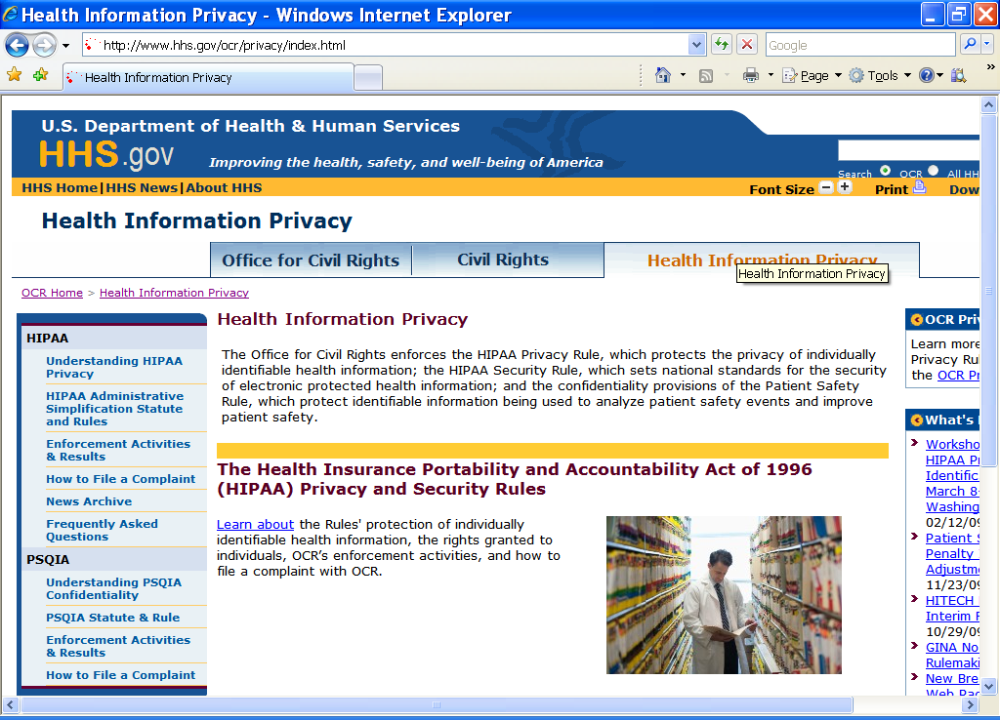 Health Information Privacy - Windows Internet Explorer
http://www.hhs.gov/ocr/privacy/index.html
Google
Health Information Privacy
Page
Tools
U.S. Department of Health & Human Services
HHS.gov
Improving the health, safety, and well-being of America
Search OCR All HH
HHS Home|HHS News|About HHS
Font Size Print Dow
Health Information Privacy
Office for Civil Rights
Civil Rights
Health Information Privacy
Health Information Privacy
OCR Home > Health Information Privacy
HIPAA
Understanding HIPAA
Privacy
HIPAA Administrative
Simplification Statute
and Rules
Enforcement Activities
& Results
How to File a Complaint
News Archive
Frequently Asked
Questions
PSQIA
Understanding PSQIA
Confidentiality
PSQIA Statute & Rule
Enforcement Activities
& Results
How to File a Complaint
Health Information Privacy
The Office for Civil Rights enforces the HIPAA Privacy Rule, which protects the privacy of individually
identifiable health information; the HIPAA Security Rule, which sets national standards for the security
of electronic protected health information; and the confidentiality provisions of the Patient Safety
Rule, which protect identifiable information being used to analyze patient safety events and improve
patient safety.
The Health Insurance Portability and Accountability Act of 1996
(HIPAA) Privacy and Security Rules
Learn about the Rules' protection of individually
identifiable health information, the rights granted to
individuals, OCR's enforcement activities, and how to
file a complaint with OCR.
OCR Priv
Learn more
Privacy Rul
the OCR Pr
What's
Worksho
HIPAA Pr
Identific
March 8-
Washing
02/12/09
Patient S
Penalty
Adjustme
11/23/09
HITECH
Interim F
10/29/09
GINA No
Rulemaki
New Bre
Web Pag